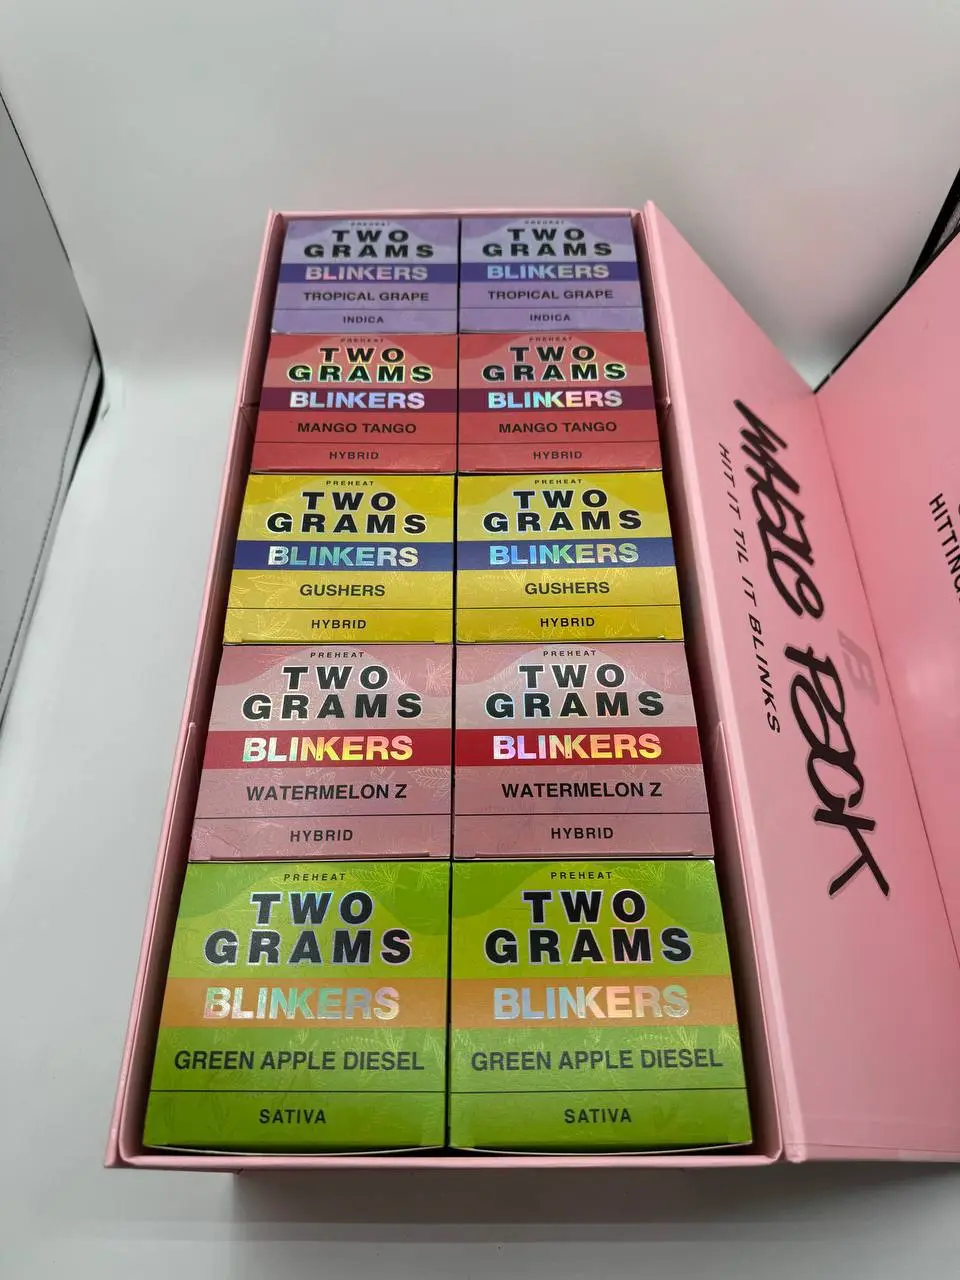 PREHEAT
TWO
GRAMS
BLINKERS
TROPICAL GRAPE
INDICA
PREHEAT
TWO
GRAMS
BLINKERS
TROPICAL GRAPE
INDICA
PREHEAT
TWO
GRAMS
BLINKERS
MANGO TANGO
HYBRID
PREHEAT
TWO
GRAMS
BLINKERS
MANGO TANGO
HYBRID
PREHEAT
TWO
GRAMS
BLINKERS
GUSHERS
HYBRID
PREHEAT
TWO
GRAMS
BLINKERS
GUSHERS
HYBRID
PREHEAT
TWO
GRAMS
BLINKERS
WATERMELON Z
HYBRID
PREHEAT
TWO
GRAMS
BLINKERS
WATERMELON Z
HYBRID
PREHEAT
TWO
GRAMS
BLINKERS
GREEN APPLE DIESEL
SATIVA
PREHEAT
TWO
GRAMS
BLINKERS
GREEN APPLE DIESEL
SATIVA
HIT IT TIL IT BLINKS